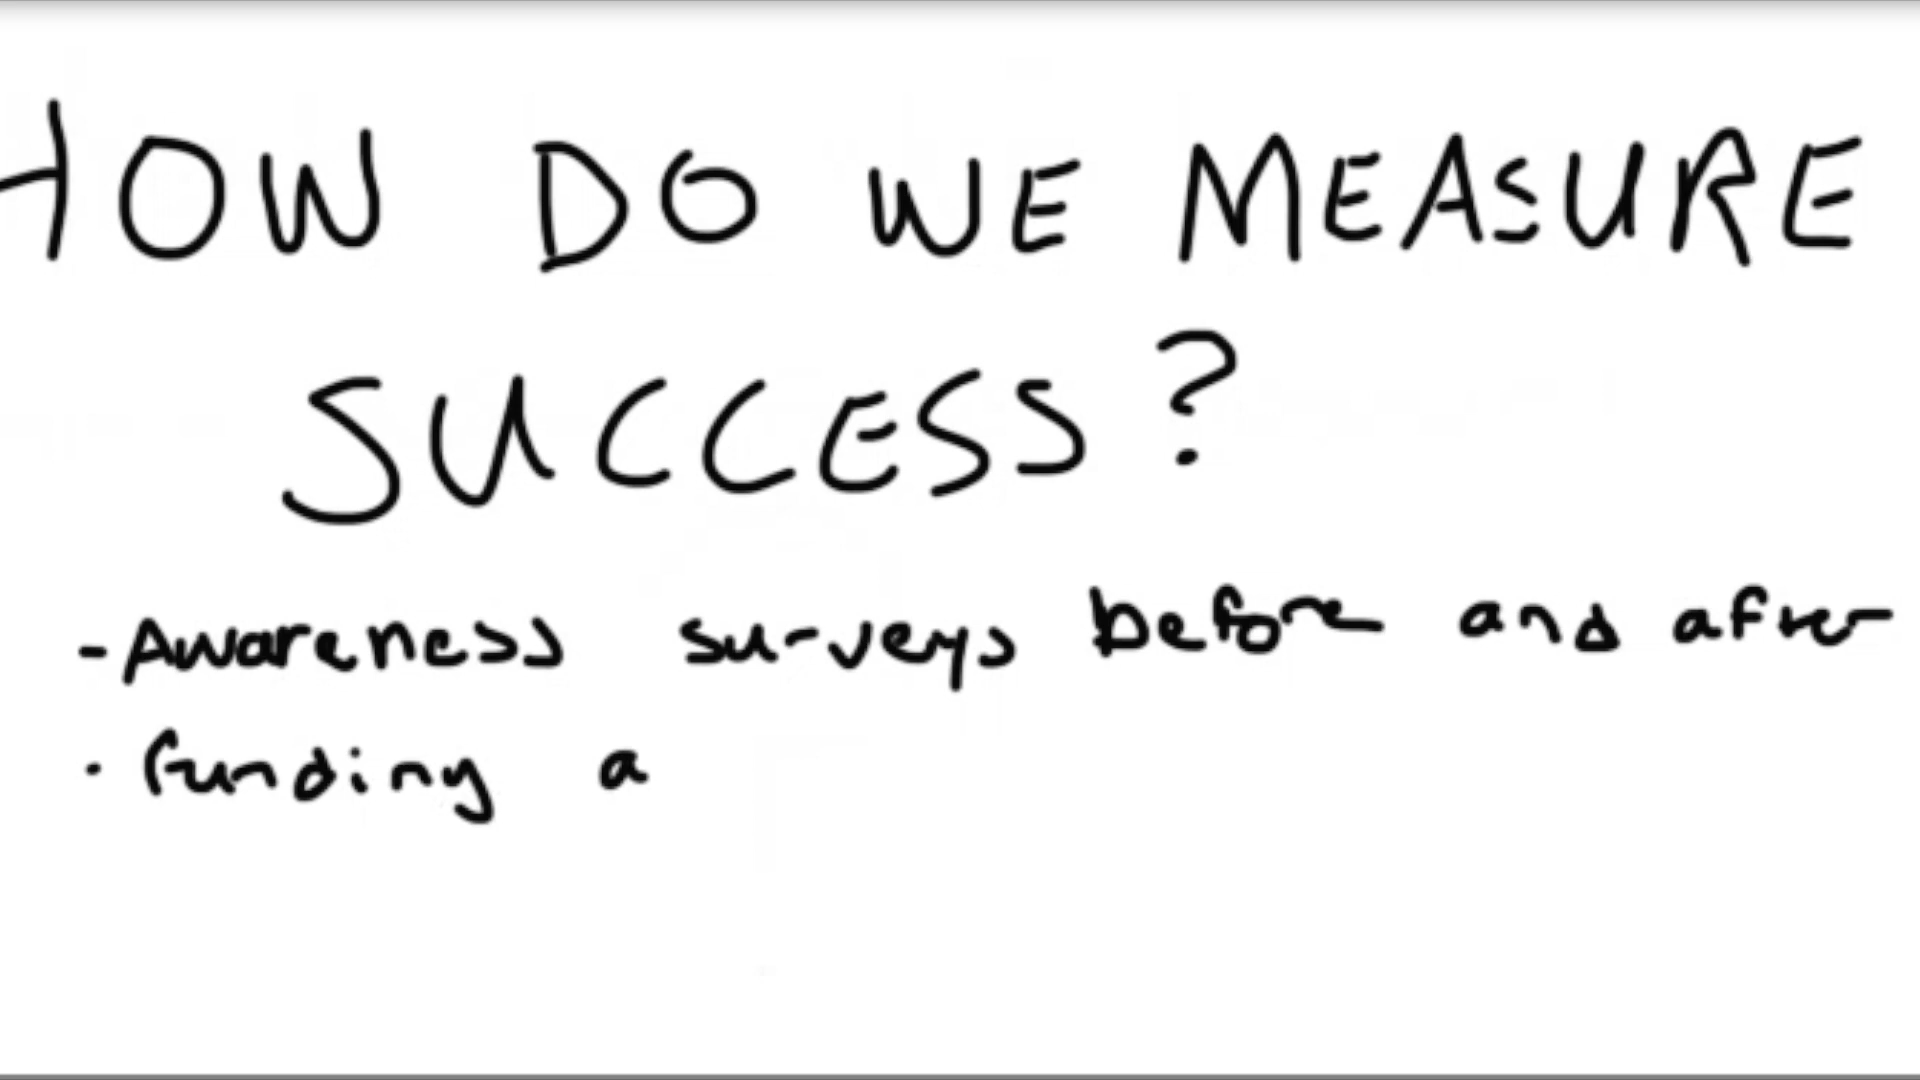 HOW DO WE MEASURE
SUCCESS?
- Awareness surveys before and after
· funding a